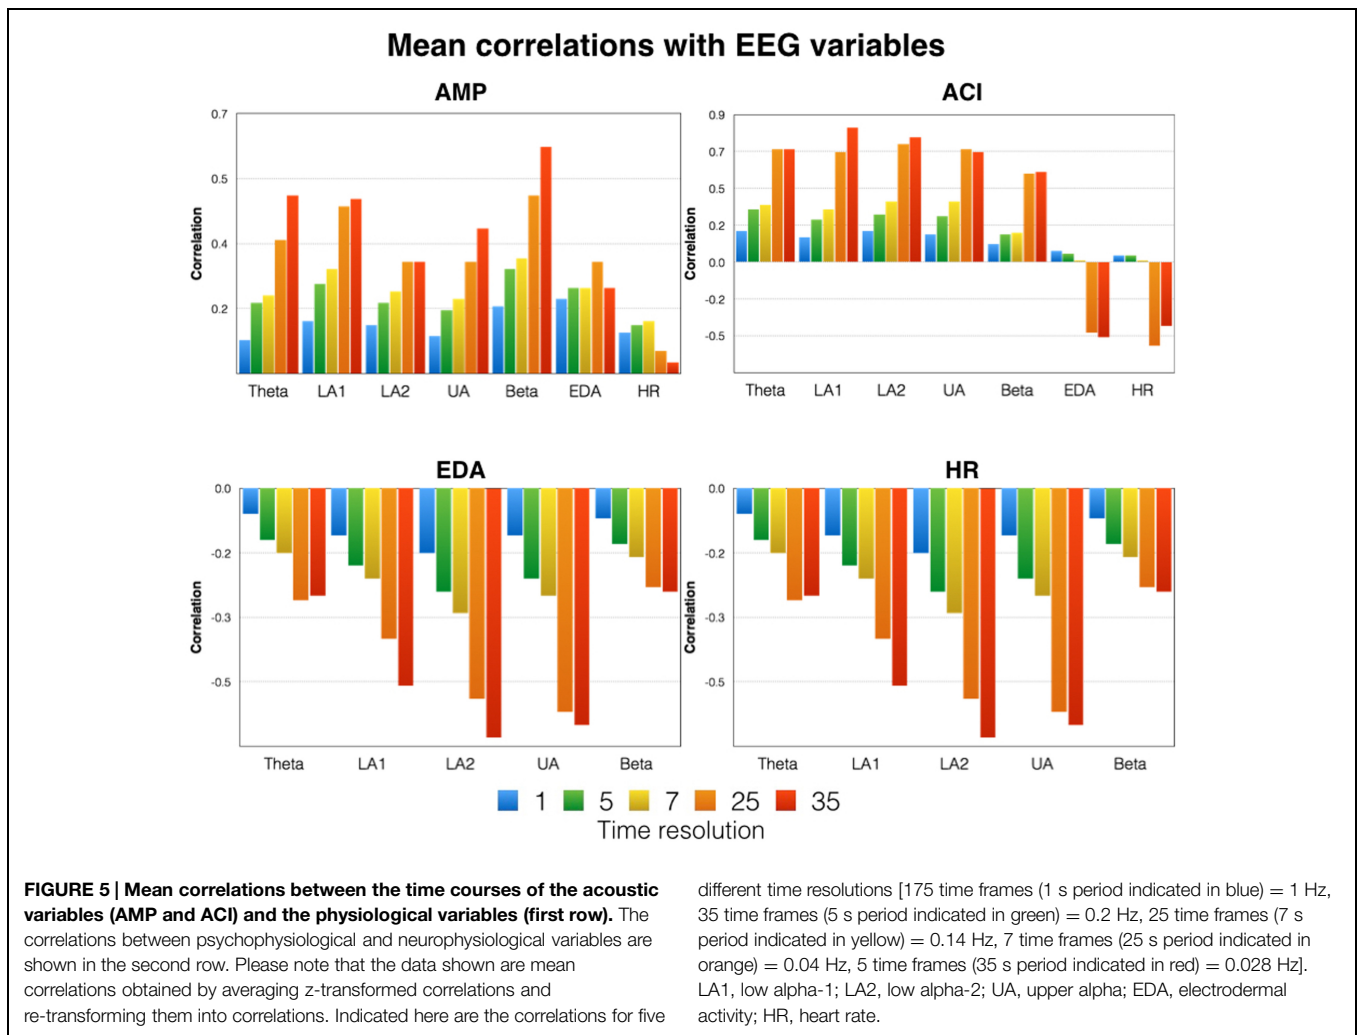 Mean correlations with EEG variables
AMP
0.7
0.5
0.4
0.2
Correlation
Theta LA1 LA2 UA Beta EDA HR
ACI
0.9
0.7
0.5
0.2
0.0
-0.2
-0.5
Correlation
Theta LA1 LA2 UA Beta EDA HR
EDA
0.0
-0.2
-0.3
-0.5
Correlation
Theta LA1 LA2 UA Beta
HR
0.0
-0.2
-0.3
-0.5
Correlation
Theta LA1 LA2 UA Beta
1 5 7 25 35
Time resolution
FIGURE 5 | Mean correlations between the time courses of the acoustic
variables (AMP and ACI) and the physiological variables (first row). The
correlations between psychophysiological and neurophysiological variables are
shown in the second row. Please note that the data shown are mean
correlations obtained by averaging z-transformed correlations and
re-transforming them into correlations. Indicated here are the correlations for five
different time resolutions [175 time frames (1 s period indicated in blue) = 1 Hz,
35 time frames (5 s period indicated in green) = 0.2 Hz, 25 time frames (7 s
period indicated in yellow) = 0.14 Hz, 7 time frames (25 s period indicated in
orange) = 0.04 Hz, 5 time frames (35 s period indicated in red) = 0.028 Hz].
LA1, low alpha-1; LA2, low alpha-2; UA, upper alpha; EDA, electrodermal
activity; HR, heart rate.